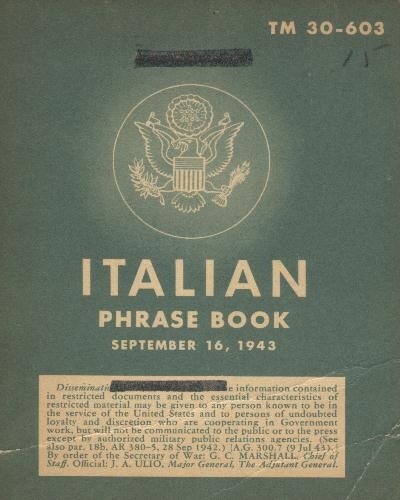 TM 30-603
15
ITALIAN
PHRASE BOOK
SEPTEMBER 16, 1943
Disseminati e information contained
in restricted documents and the essential characteristics of
restricted material may be given to any person known to be in
the service of the United States and to persons of undoubted
loyalty and discretion who are cooperating in Government
work, but will not be communicated to the public or to the press
except by authorized military public relations agencies. (See
also par. 18b, AR 380-5, 28 Sep 1942.) (A.G. 300.7 (9 Jul 43).)
By order of the Secretary of War: G. C. MARSHALL, Chief of
Staff. Official: J. A. ULIO, Major General, The Adjutant General.